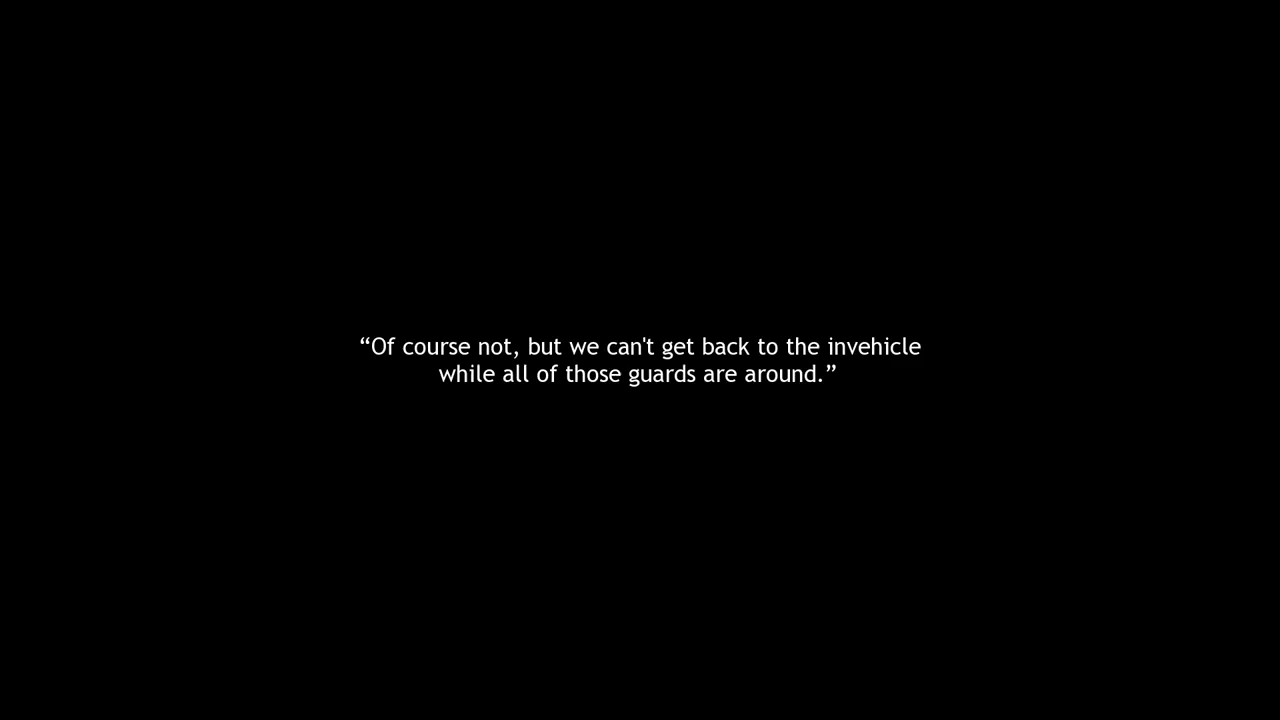 “Of course not, but we can't get back to the invehicle
while all of those guards are around.”